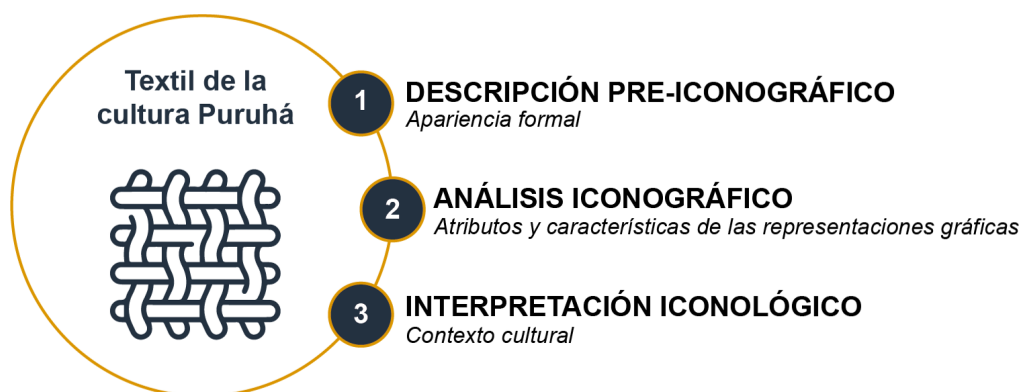 Textil de la
cultura Puruhá
1
DESCRIPCIÓN PRE-ICONOGRÁFICO
Apariencia formal
2
ANÁLISIS ICONOGRÁFICO
Atributos y características de las representaciones gráficas
3
INTERPRETACIÓN ICONOLÓGICO
Contexto cultural